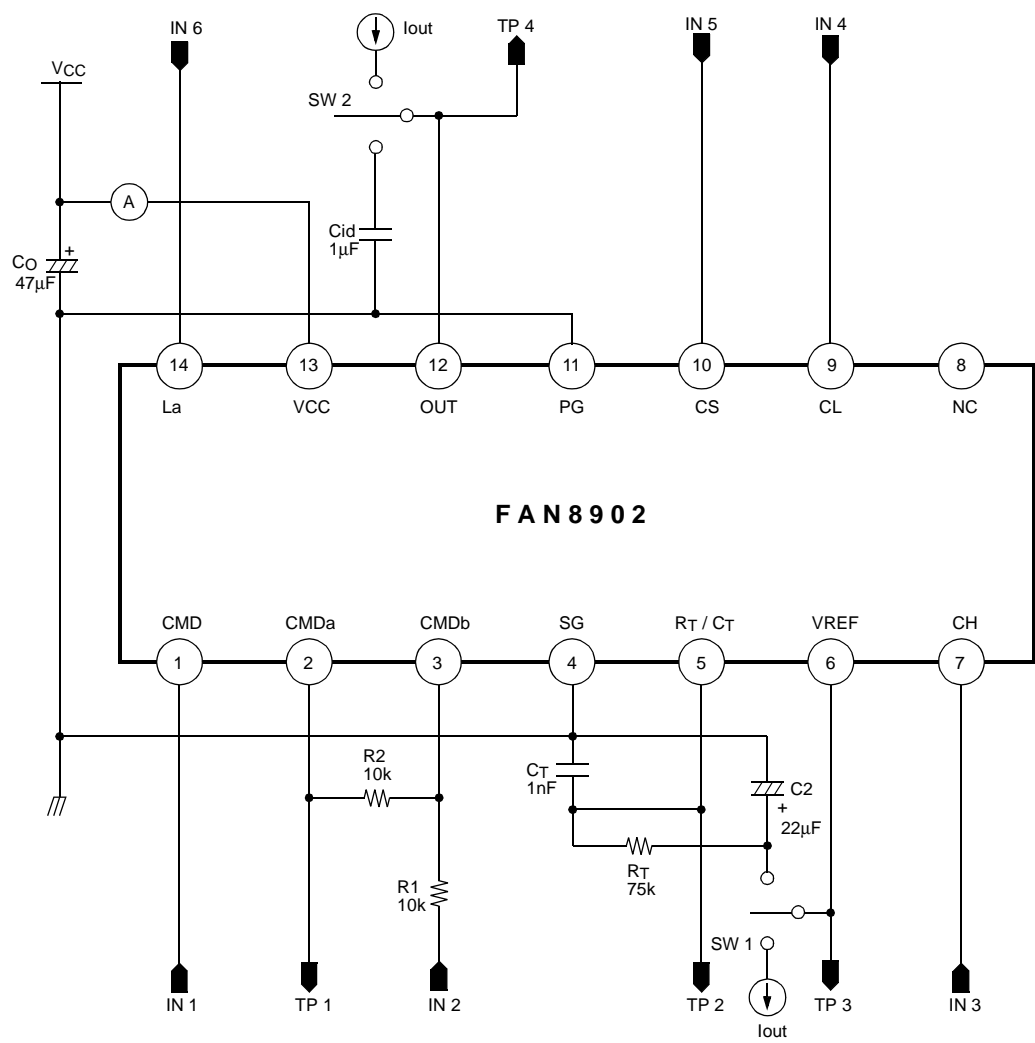 IN 6
Iout
TP 4
IN 5
IN 4
VCC
SW 2
A
Cid
1μF
CO
+
47μF
14
13
12
11
10
9
8
La
VCC
OUT
PG
CS
CL
NC
FAN8902
CMD
CMDa
CMDb
SG
RT / CT
VREF
CH
1
2
3
4
5
6
7
R2
10k
CT
1nF
C2
+
22μF
RT
75k
R1
10k
SW 1
IN 1
TP 1
IN 2
TP 2
TP 3
IN 3
Iout